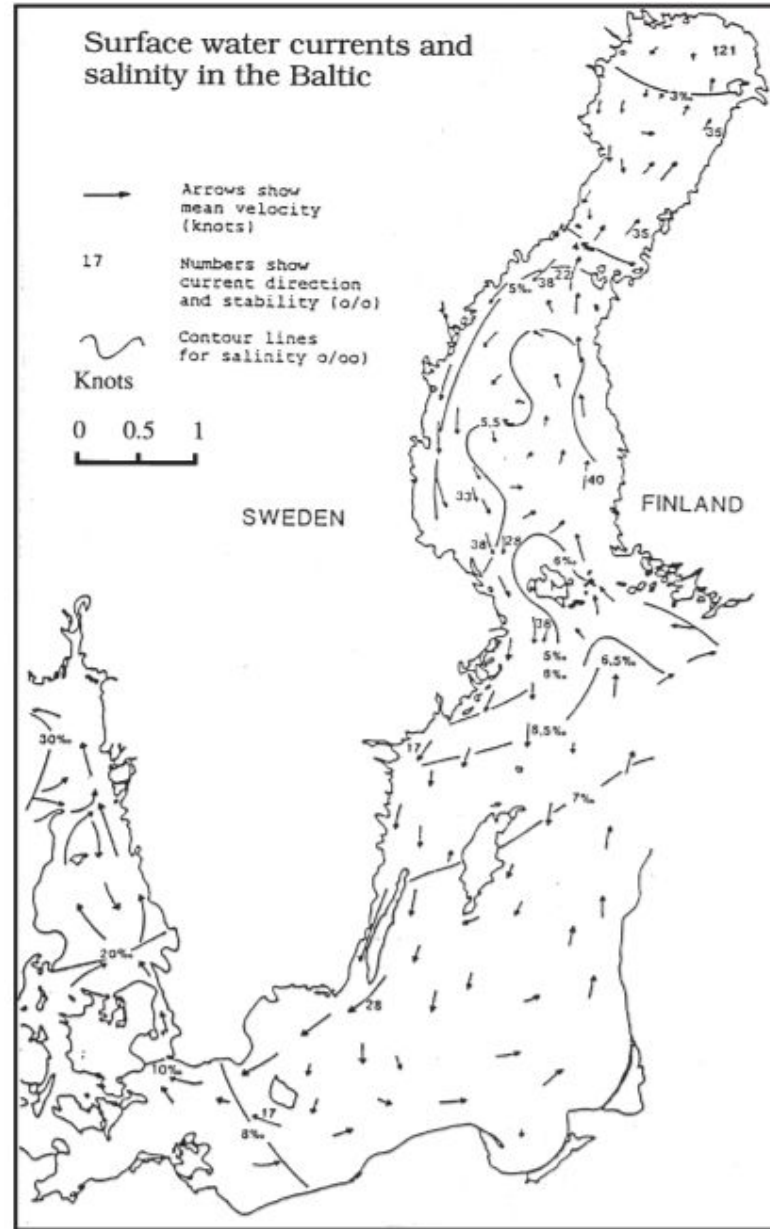 Surface water currents and
salinity in the Baltic
Arrows show
mean velocity
(knots)
17
Numbers show
current direction
and stability (o/o)
Contour lines
for salinity o/oo)
Knots
0 0.5 1
SWEDEN
FINLAND
21
3‰
35
35
4
5‰
38
22
5.5
40
33
38
28
6‰
38
5‰
6‰
6,5‰
17
6,5‰
7‰
30‰
20‰
28
10‰
17
8‰